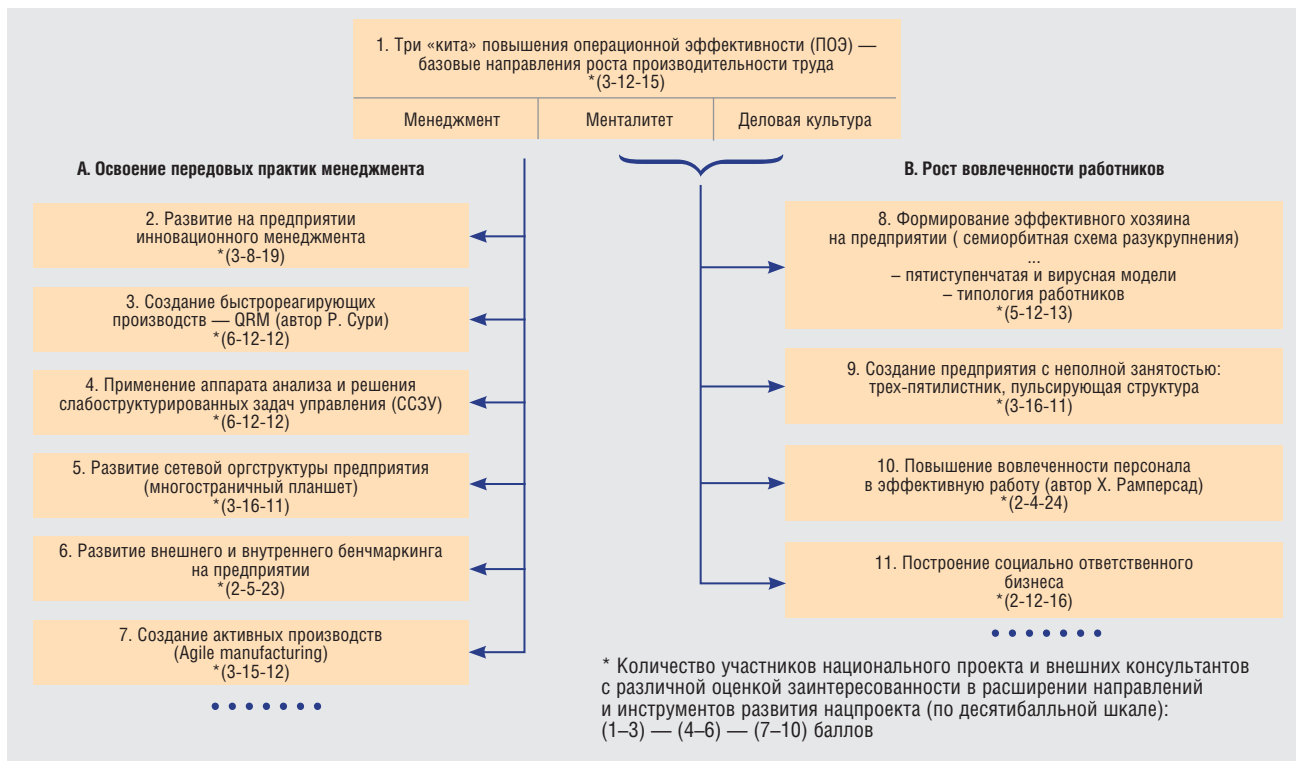 1. Три «кита» повышения операционной эффективности (ПОЭ) —
базовые направления роста производительности труда
*(3-12-15)
Менеджмент
Менталитет
Деловая культура
А. Освоение передовых практик менеджмента
2. Развитие на предприятии
инновационного менеджмента
*(3-8-19)
3. Создание быстрореагирующих
производств — QRM (автор Р. Сури)
*(6-12-12)
4. Применение аппарата анализа и решения
слабоструктурированных задач управления (ССЗУ)
*(6-12-12)
5. Развитие сетевой оргструктуры предприятия
(многостраничный планшет)
*(3-16-11)
6. Развитие внешнего и внутреннего бенчмаркинга
на предприятии
*(2-5-23)
7. Создание активных производств
(Agile manufacturing)
*(3-15-12)
В. Рост вовлеченности работников
8. Формирование эффективного хозяина
на предприятии ( семиорбитная схема разукрупнения)
...
– пятиступенчатая и вирусная модели
– типология работников
*(5-12-13)
9. Создание предприятия с неполной занятостью:
трех-пятилистник, пульсирующая структура
*(3-16-11)
10. Повышение вовлеченности персонала
в эффективную работу (автор Х. Рамперсад)
*(2-4-24)
11. Построение социально ответственного
бизнеса
*(2-12-16)
* Количество участников национального проекта и внешних консультантов
с различной оценкой заинтересованности в расширении направлений
и инструментов развития нацпроекта (по десятибалльной шкале):
(1–3) — (4–6) — (7–10) баллов